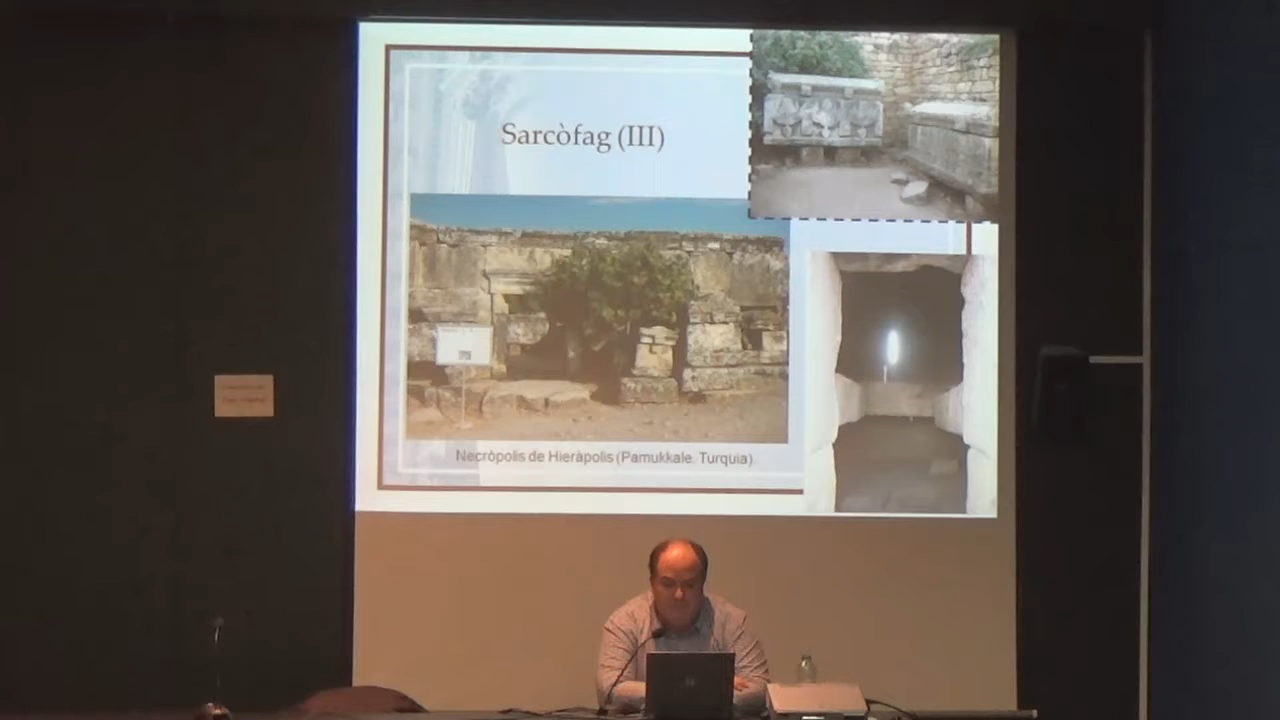 Sarcòfag (III)
Necròpolis de Hieràpolis (Pamukkale. Turquia)